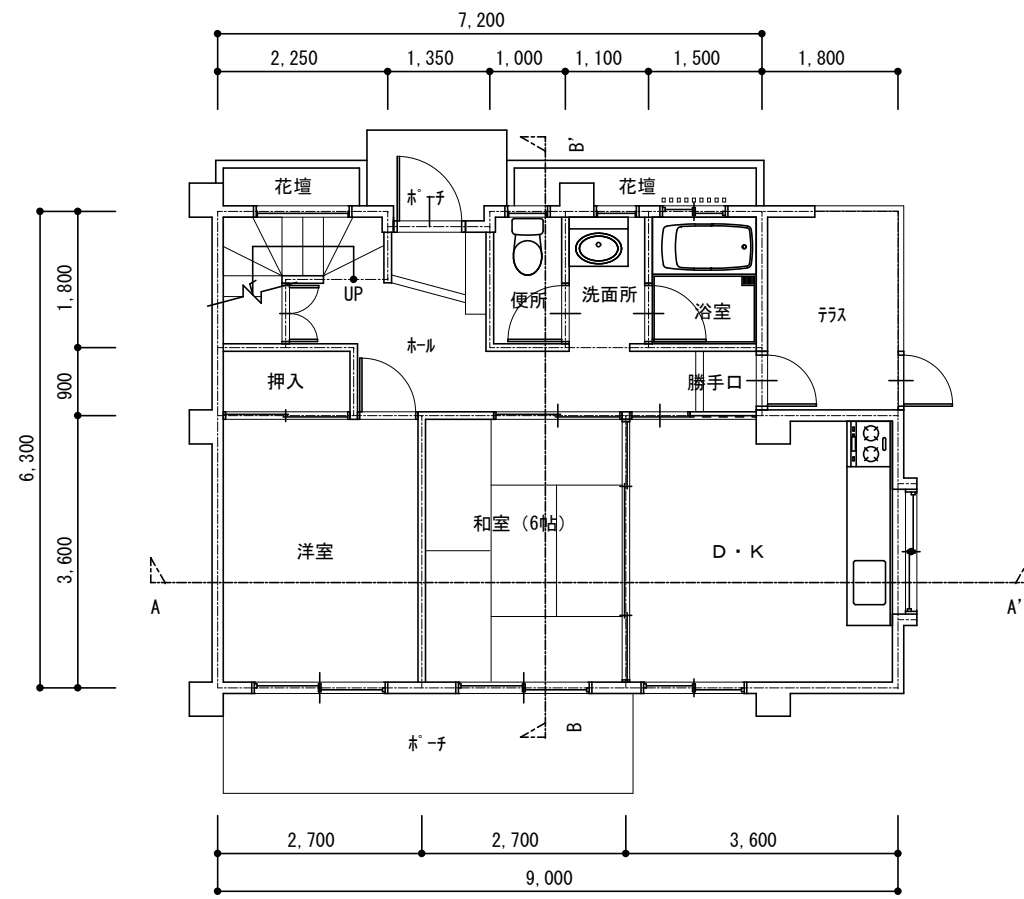 7,200
2,250
1,350
1,000
1,100
1,500
1,800
B'
花壇
ﾎﾟｰﾁ
花壇
1,800
UP
便所
洗面所
浴室
ﾃﾗｽ
ﾎｰﾙ
900
押入
勝手口
6,300
3,600
洋室
和室（6帖）
D・K
A
A'
ﾎﾟｰﾁ
B
2,700
2,700
3,600
9,000